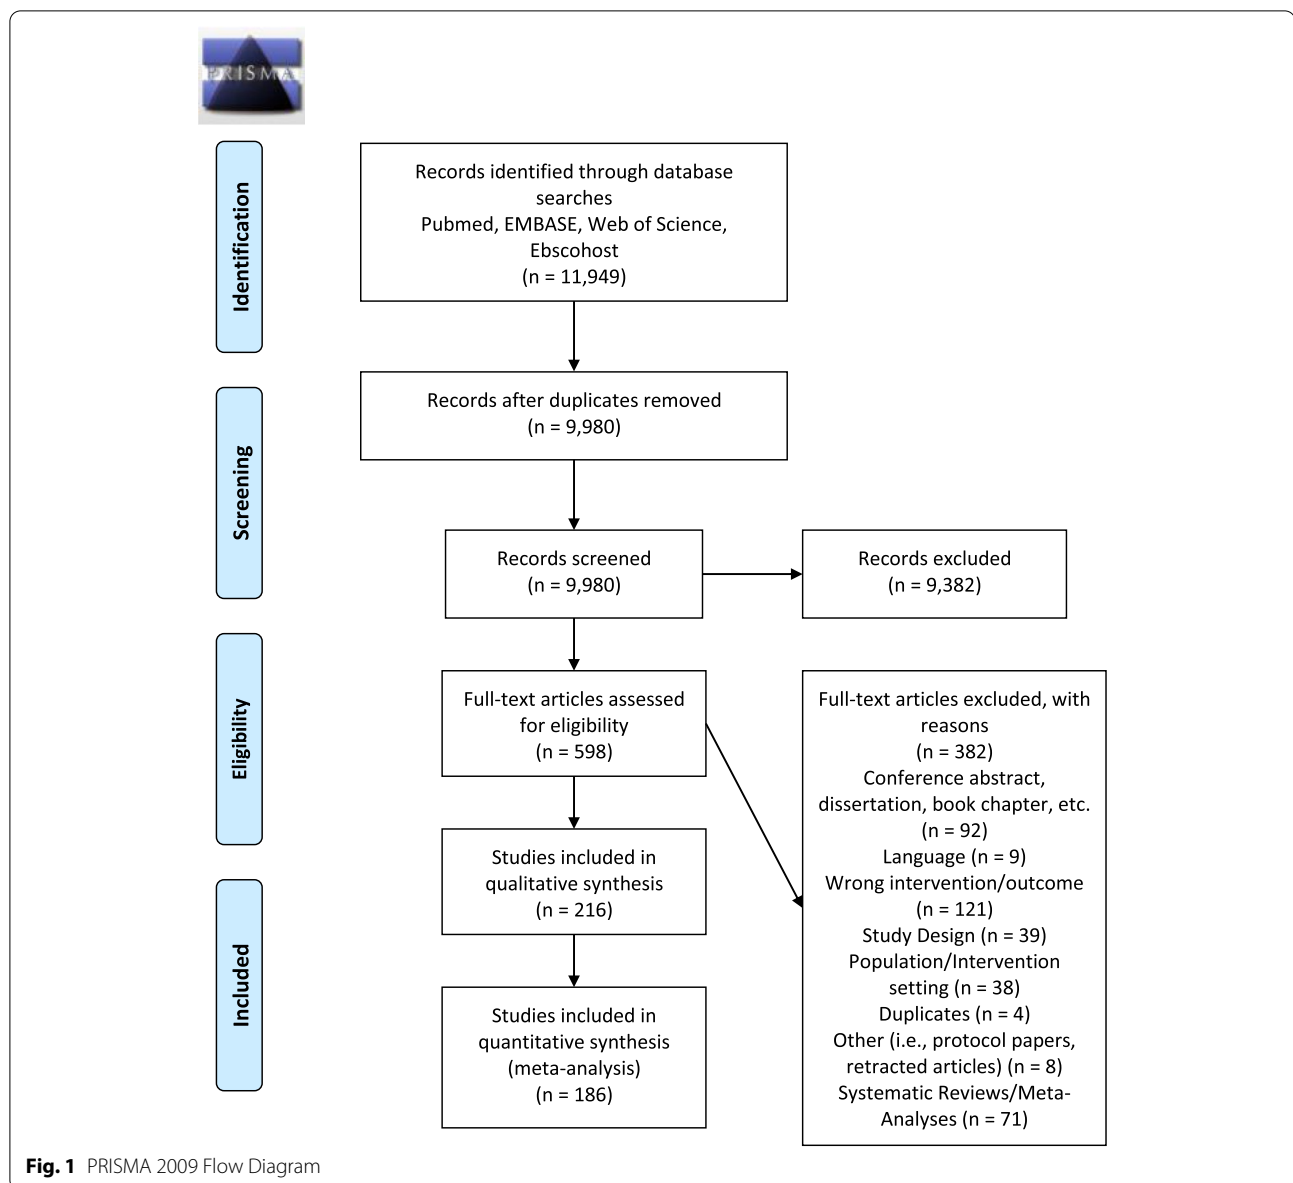 PRISMA
Identification
Records identified through database
searches
Pubmed, EMBASE, Web of Science,
Ebscohost
(n = 11,949)
Screening
Records after duplicates removed
(n = 9,980)
Records screened
(n = 9,980)
Records excluded
(n = 9,382)
Eligibility
Full-text articles assessed
for eligibility
(n = 598)
Full-text articles excluded, with
reasons
(n = 382)
Conference abstract,
dissertation, book chapter, etc.
(n = 92)
Language (n = 9)
Wrong intervention/outcome
(n = 121)
Study Design (n = 39)
Population/Intervention
setting (n = 38)
Duplicates (n = 4)
Other (i.e., protocol papers,
retracted articles) (n = 8)
Systematic Reviews/Meta-
Analyses (n = 71)
Studies included in
qualitative synthesis
(n = 216)
Included
Studies included in
quantitative synthesis
(meta-analysis)
(n = 186)
Fig. 1 PRISMA 2009 Flow Diagram